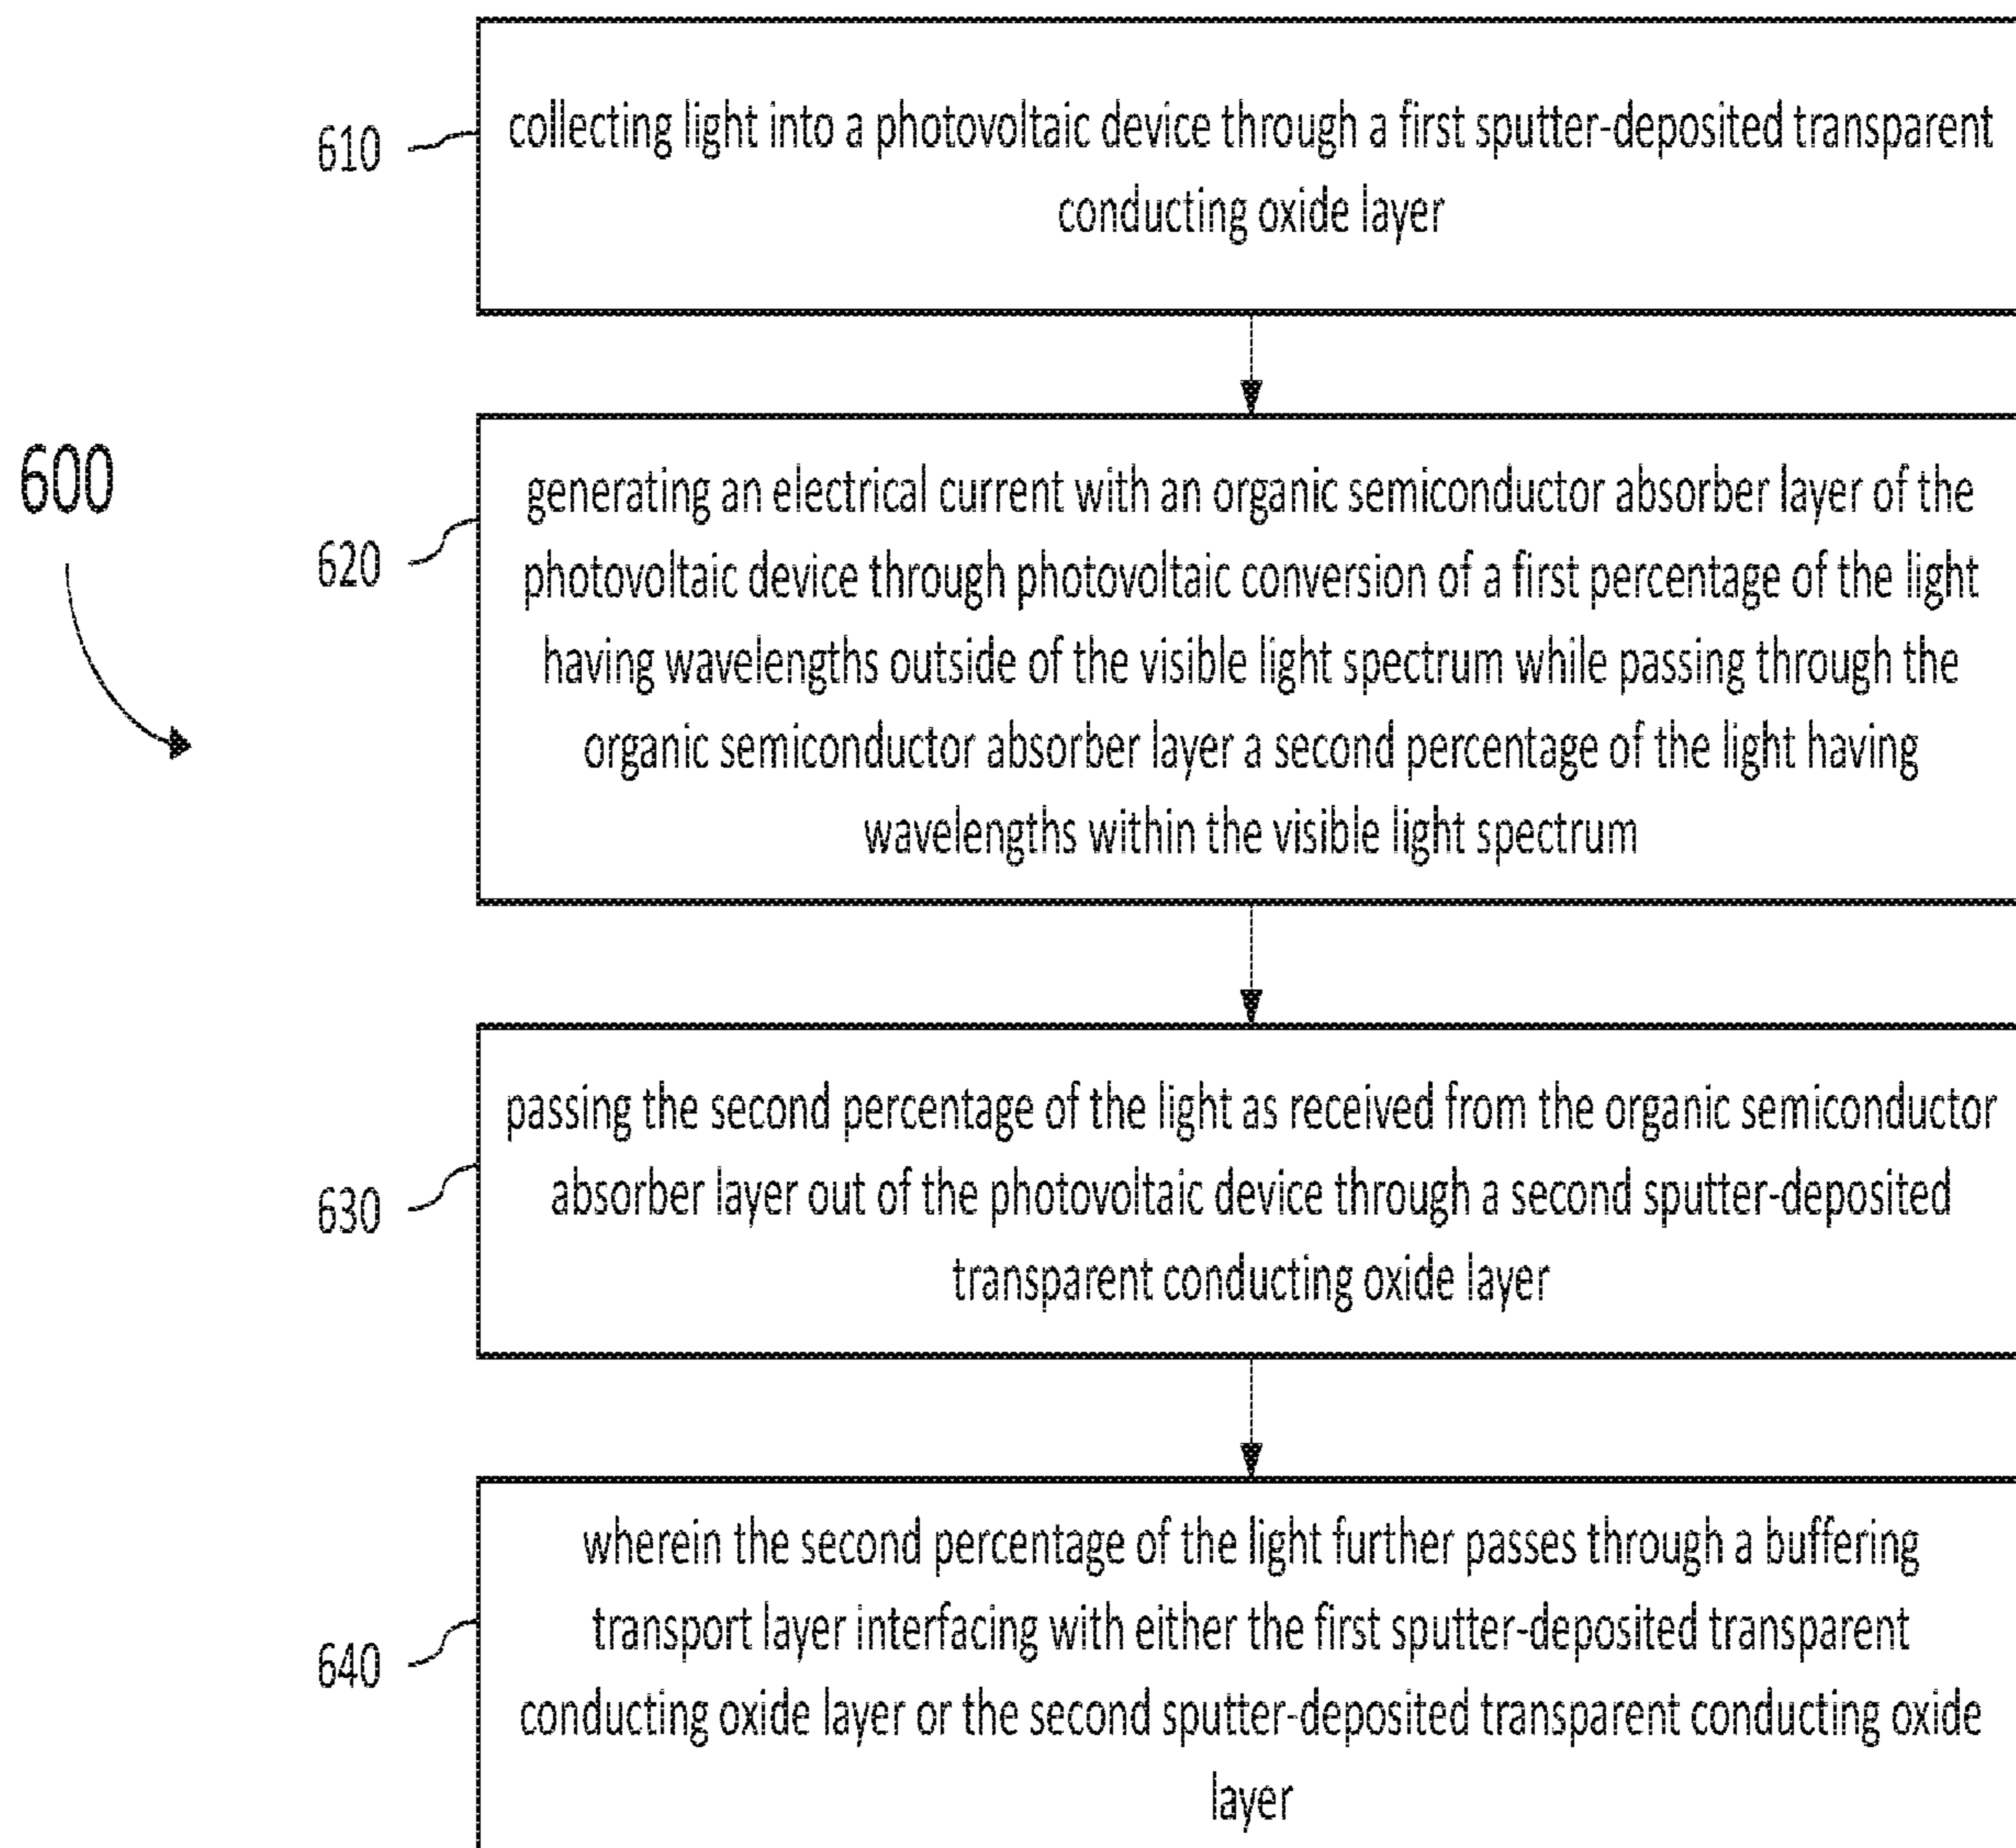 610
collecting light into a photovoltaic device through a first sputter-deposited transparent
conducting oxide layer
600
620
generating an electrical current with an organic semiconductor absorber layer of the
photovoltaic device through photovoltaic conversion of a first percentage of the light
having wavelengths outside of the visible light spectrum while passing through the
organic semiconductor absorber layer a second percentage of the light having
wavelengths within the visible light spectrum
630
passing the second percentage of the light as received from the organic semiconductor
absorber layer out of the photovoltaic device through a second sputter-deposited
transparent conducting oxide layer
640
wherein the second percentage of the light further passes through a buffering
transport layer interfacing with either the first sputter-deposited transparent
conducting oxide layer or the second sputter-deposited transparent conducting oxide
layer